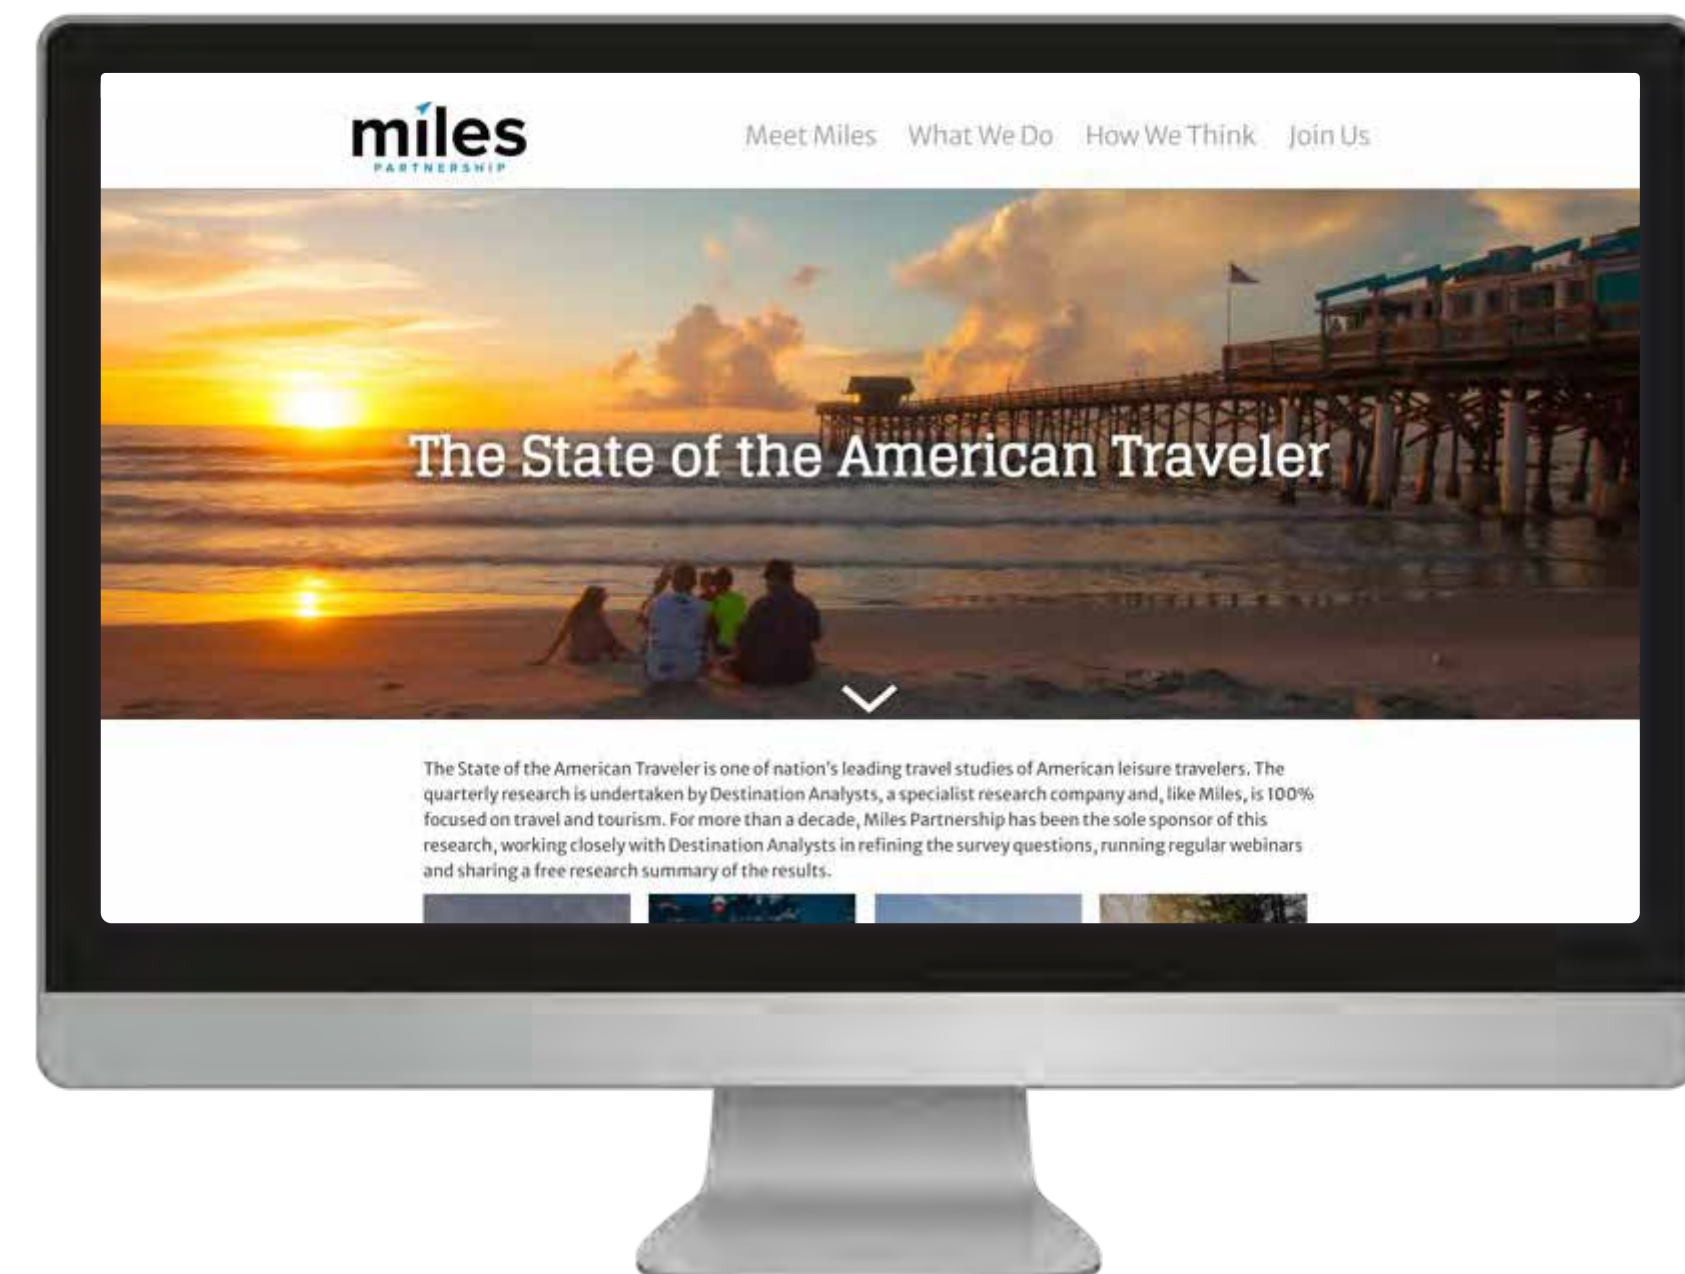 miles
PARTNERSHIP
Meet Miles What We Do How We Think Join Us
The State of the American Traveler
The State of the American Traveler is one of nation's leading travel studies of American leisure travelers. The
quarterly research is undertaken by Destination Analysts, a specialist research company and, like Miles, is 100%
focused on travel and tourism. For more than a decade, Miles Partnership has been the sole sponsor of this
research, working closely with Destination Analysts in refining the survey questions, running regular webinars
and sharing a free research summary of the results.